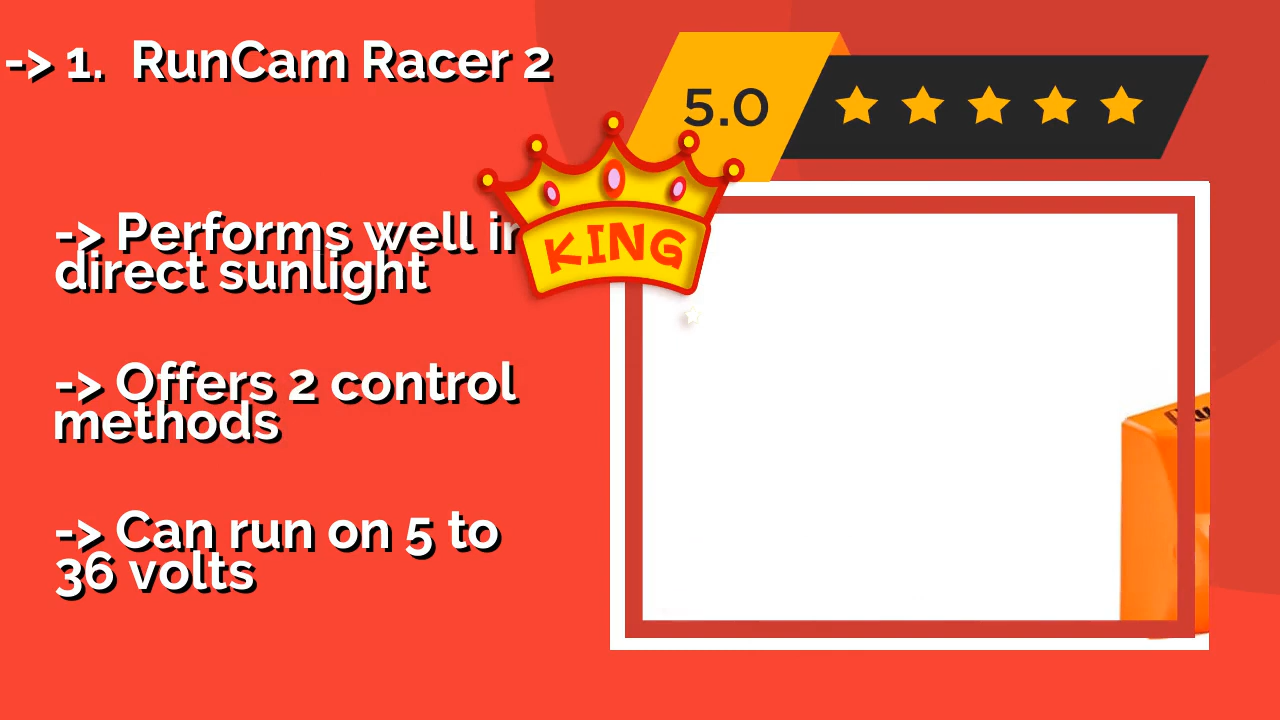 -> 1. RunCam Racer 2
5.0
KING
-> Performs well
direct sunlight
-> Offers 2 control
methods
-> Can run on 5 to
36 volts